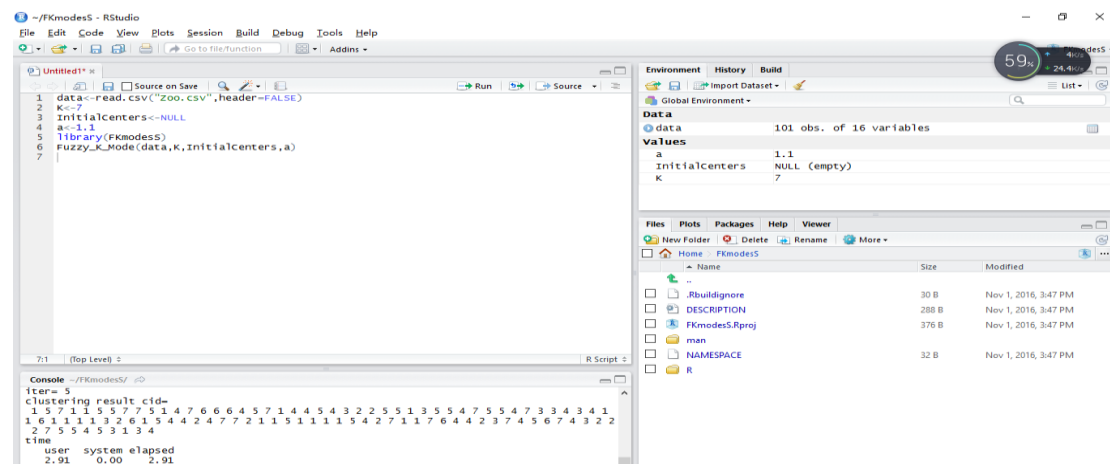 ~/FKmodesS - RStudio
File Edit Code View Plots Session Build Debug Tools Help
Go to file/function Addins
59% 4K/s
24.4K/s
desS
Untitled1*
Source on Save Run Source
1 data<-read.csv("zoo.csv",header=FALSE)
2 K<-7
3 InitialCenters<-NULL
4 a<-1.1
5 library(FKmodesS)
6 Fuzzy_K_Mode(data,K,InitialCenters,a)
7
7:1 (Top Level) R Script
Console ~/FKmodesS/
iter= 5
clustering result cid=
1 5 7 1 1 5 5 7 7 5 1 4 7 6 6 6 4 5 7 1 4 4 5 4 3 2 2 5 5 1 3 5 5 4 7 5 5 4 7 3 3 4 3 4 1
1 6 1 1 1 1 3 2 6 1 5 4 4 2 4 7 7 2 1 1 5 1 1 1 1 5 4 2 7 1 1 7 6 4 4 2 3 7 4 5 6 7 4 3 2 2
2 7 5 5 4 5 3 1 3 4
time
user system elapsed
2.91 0.00 2.91
Environment History Build
Import Dataset List
Global Environment
Data
data 101 obs. of 16 variables
Values
a 1.1
InitialCenters NULL (empty)
K 7
Files Plots Packages Help Viewer
New Folder Delete Rename More
Home FKmodesS
Name Size Modified
..
.Rbuildignore 30 B Nov 1, 2016, 3:47 PM
DESCRIPTION 288 B Nov 1, 2016, 3:47 PM
FKmodesS.Rproj 376 B Nov 1, 2016, 3:47 PM
man
NAMESPACE 32 B Nov 1, 2016, 3:47 PM
R